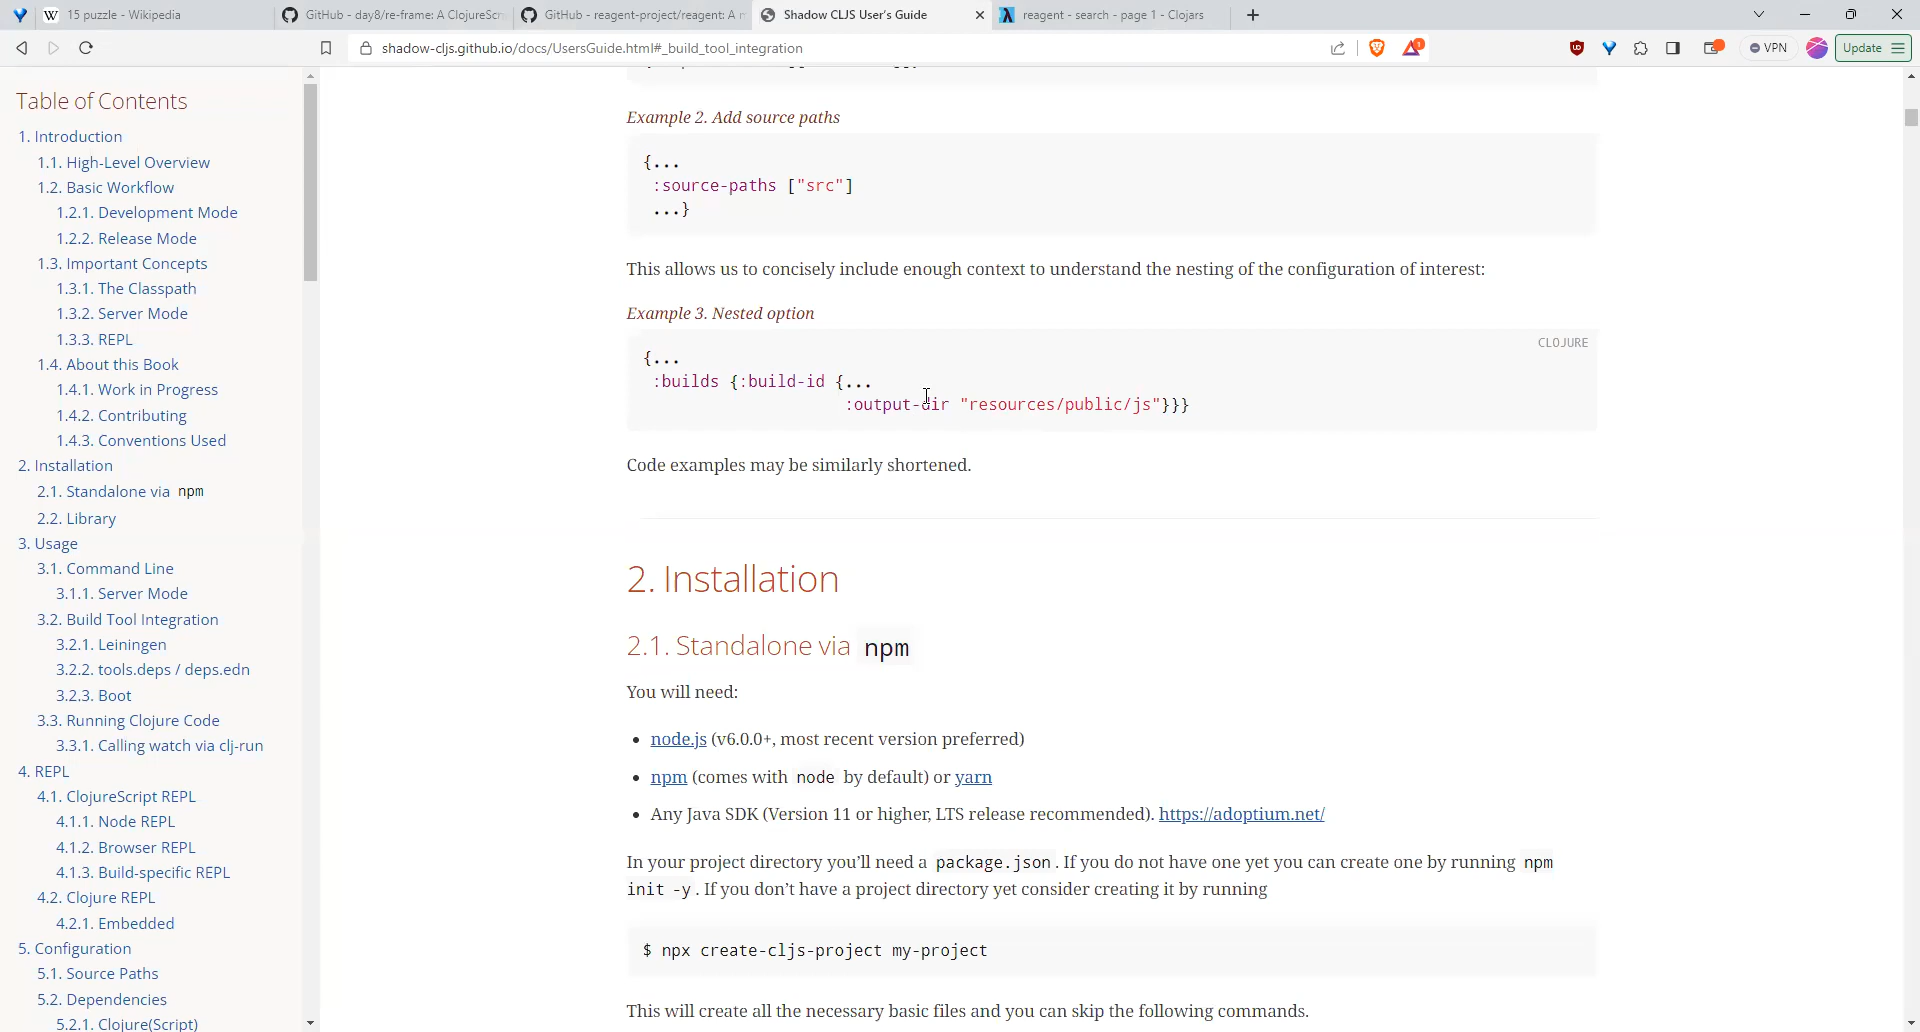 15 puzzle - Wikipedia
GitHub - day8/re-frame: A ClojureScr
GitHub - reagent-project/reagent: A m
Shadow CLJS User's Guide
reagent - search - page 1 - Clojars
shadow-cljs.github.io/docs/UsersGuide.html#_build_tool_integration
1
VPN
Update
Table of Contents
1. Introduction
1.1. High-Level Overview
1.2. Basic Workflow
1.2.1. Development Mode
1.2.2. Release Mode
1.3. Important Concepts
1.3.1. The Classpath
1.3.2. Server Mode
1.3.3. REPL
1.4. About this Book
1.4.1. Work in Progress
1.4.2. Contributing
1.4.3. Conventions Used
2. Installation
2.1. Standalone via npm
2.2. Library
3. Usage
3.1. Command Line
3.1.1. Server Mode
3.2. Build Tool Integration
3.2.1. Leiningen
3.2.2. tools.deps / deps.edn
3.2.3. Boot
3.3. Running Clojure Code
3.3.1. Calling watch via clj-run
4. REPL
4.1. ClojureScript REPL
4.1.1. Node REPL
4.1.2. Browser REPL
4.1.3. Build-specific REPL
4.2. Clojure REPL
4.2.1. Embedded
5. Configuration
5.1. Source Paths
5.2. Dependencies
5.2.1. Clojure(Script)
Example 2. Add source paths
{...
:source-paths ["src"]
...}
This allows us to concisely include enough context to understand the nesting of the configuration of interest:
Example 3. Nested option
CLOJURE
{...
:builds {:build-id {...
:output-dir "resources/public/js"}}}
Code examples may be similarly shortened.
2. Installation
2.1. Standalone via npm
You will need:
• node.js (v6.0.0+, most recent version preferred)
• npm (comes with node by default) or yarn
• Any Java SDK (Version 11 or higher, LTS release recommended). https://adoptium.net/
In your project directory you’ll need a package.json. If you do not have one yet you can create one by running npm
init -y. If you don’t have a project directory yet consider creating it by running
$ npx create-cljs-project my-project
This will create all the necessary basic files and you can skip the following commands.